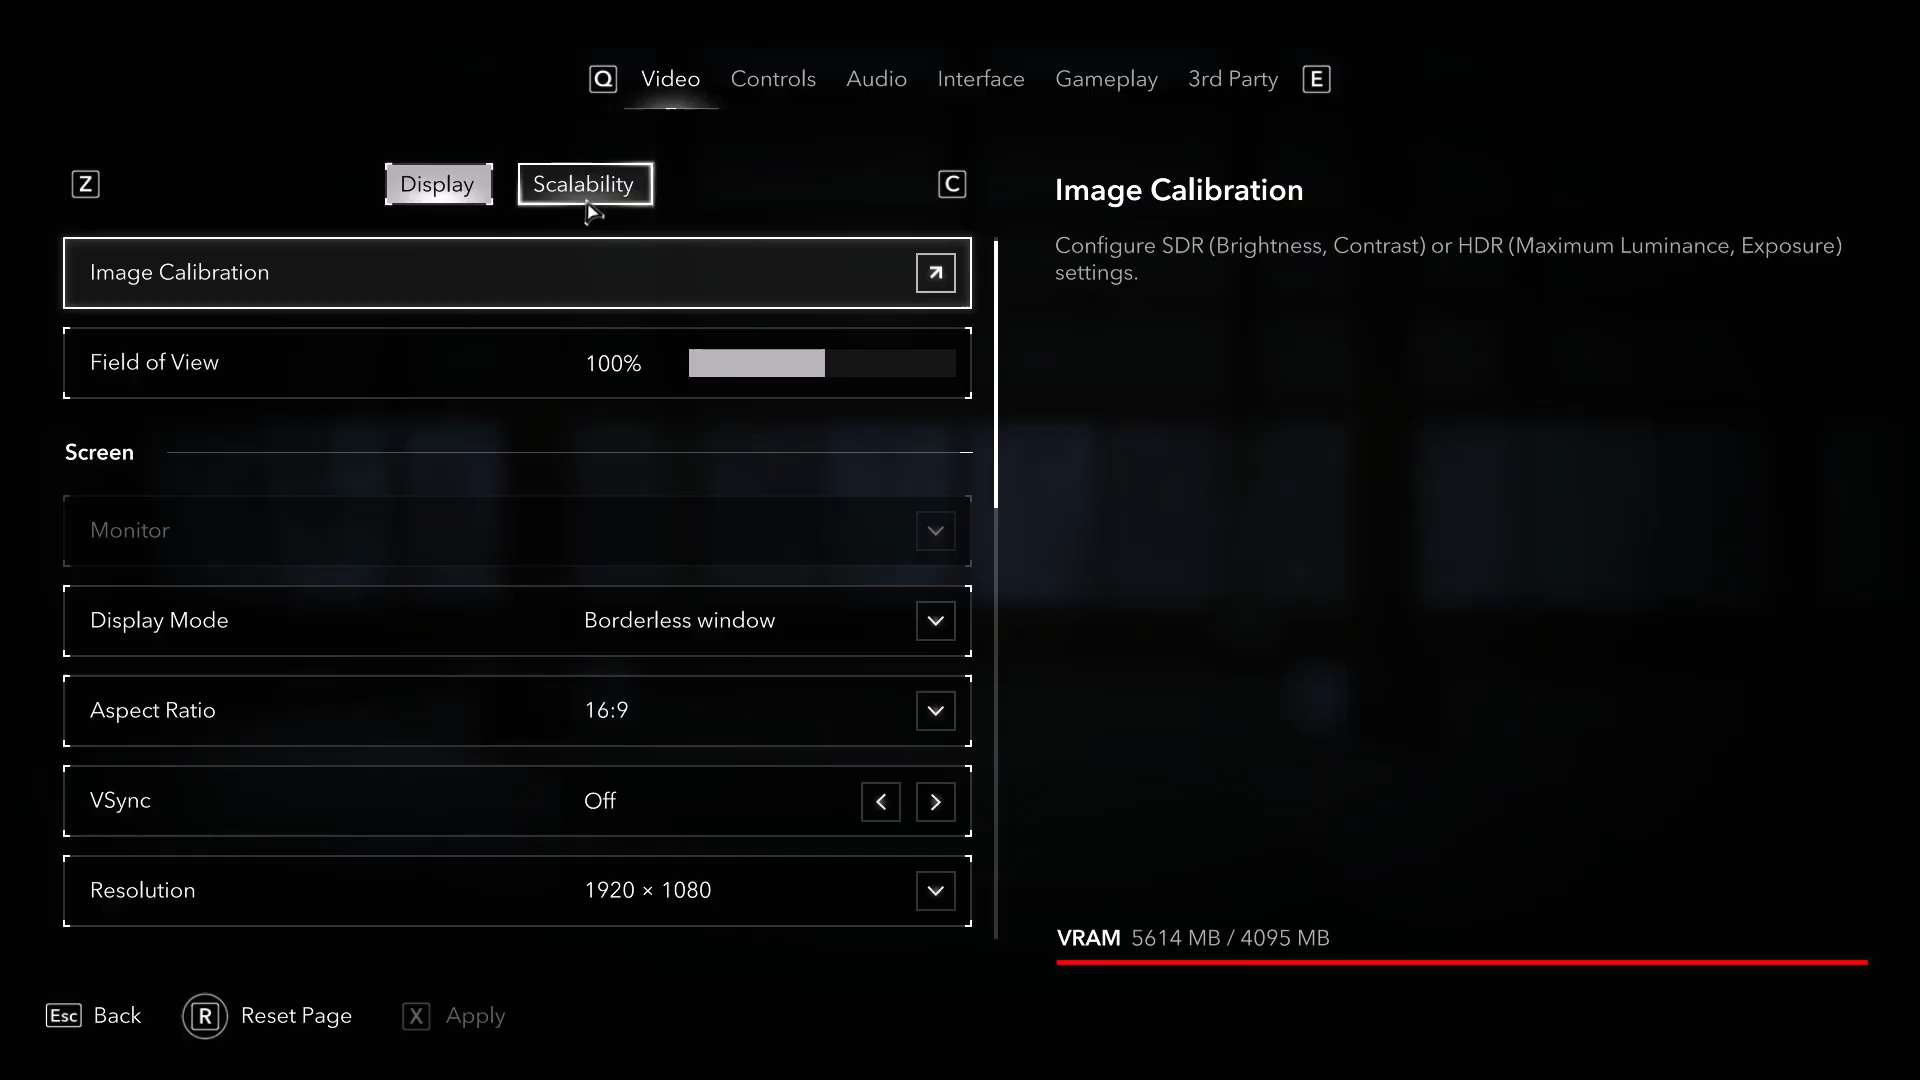 Q Video Controls Audio Interface Gameplay 3rd Party E
Z Display Scalability C
Image Calibration
Field of View 100%
Screen
Monitor
Display Mode Borderless window
Aspect Ratio 16:9
VSync Off
Resolution 1920 × 1080
Image Calibration
Configure SDR (Brightness, Contrast) or HDR (Maximum Luminance, Exposure)
settings.
VRAM 5614 MB / 4095 MB
Esc Back R Reset Page X Apply